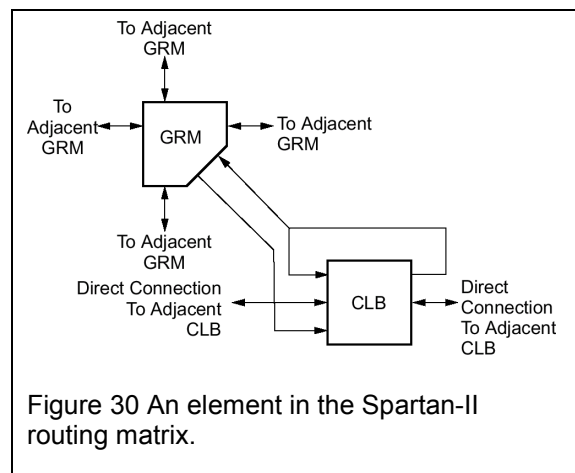 To Adjacent
GRM
To
Adjacent
GRM
GRM
To Adjacent
GRM
To Adjacent
GRM
Direct Connection
To Adjacent
CLB
CLB
Direct
Connection
To Adjacent
CLB
Figure 30 An element in the Spartan-II
routing matrix.